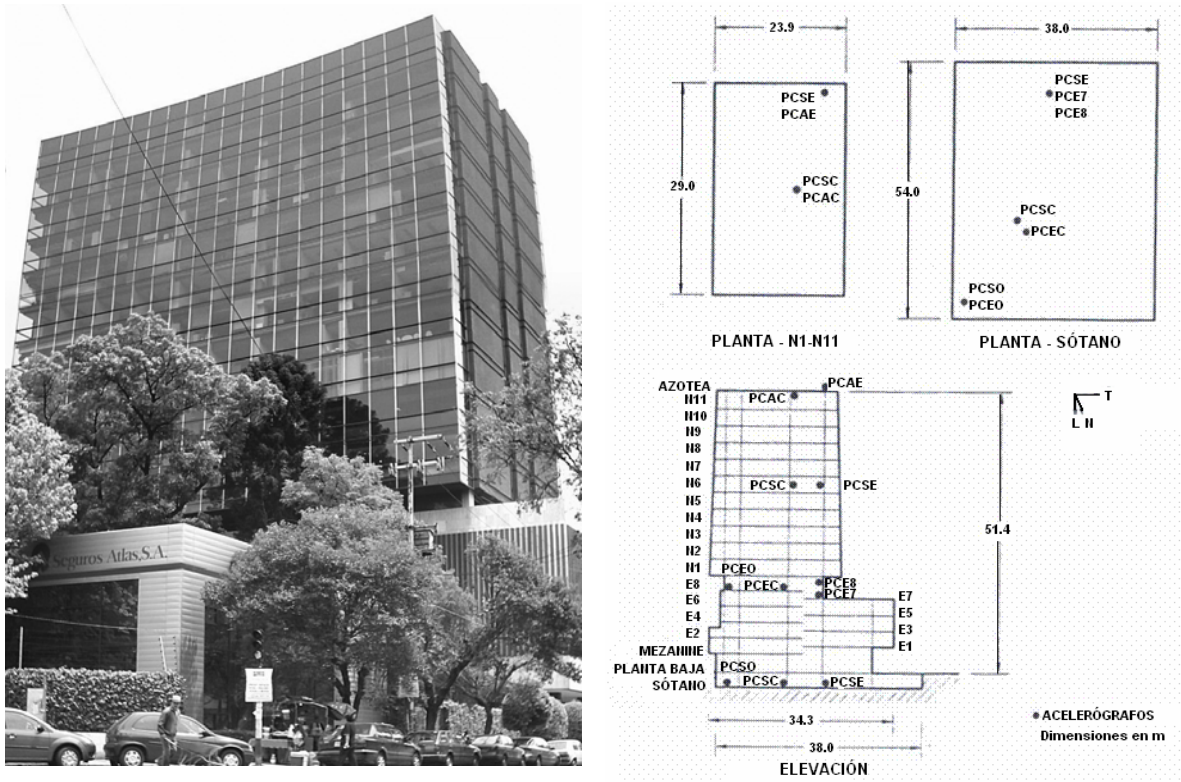 S.A.
23.9
PCSE
PCAE
29.0
PCSC
PCAC
PLANTA - N1-N11
38.0
PCSE
PCE7
PCE8
54.0
PCSC
PCEC
PCSO
PCEO
PLANTA - SÓTANO
AZOTEA
PCAE
N11
PCAC
N10
N9
N8
N7
N6
PCSC
PCSE
N5
N4
N3
N2
N1
PCEO
E8
PCEC
PCE8
PCE7
E6
E7
E4
E5
E2
E3
MEZANINE
E1
PLANTA BAJA
PCSO
SÓTANO
PCSC
PCSE
51.4
T
L N
34.3
38.0
ACELERÓGRAFOS
Dimensiones en m
ELEVACIÓN